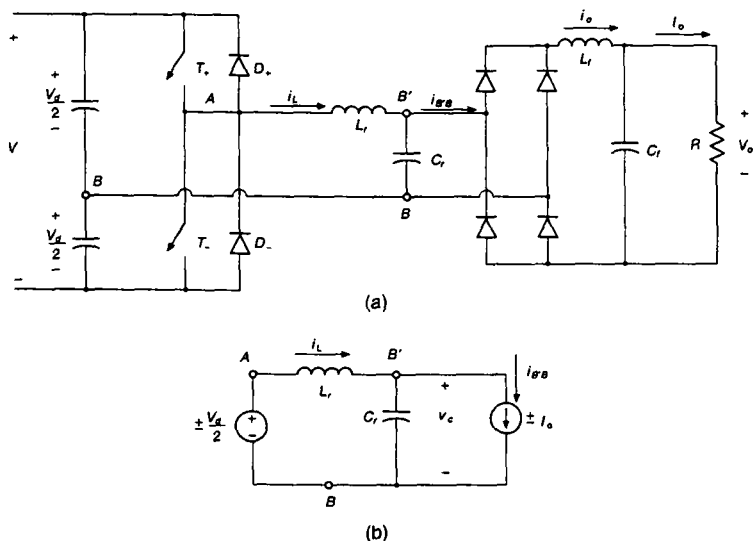 +
T₊
D₊
+
V_d/2
-
V
B
+
V_d/2
-
-
T₋
D₋
A
i_L
L_r
B'
i_B'B
C_r
B
i_o
L_f
I_o
C_f
R
+
V_o
-
(a)
A
i_L
B'
L_r
i_B'B
± V_d/2
+
-
C_r
+
v_c
-
± I_o
B
(b)